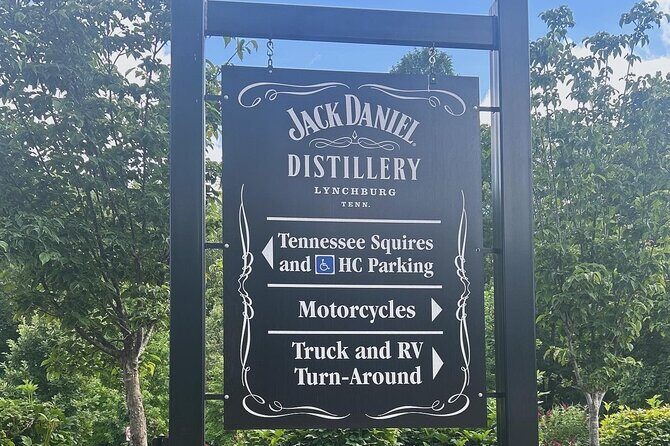 JACK DANIEL
DISTILLERY
LYNCHBURG
TENN.
Tennessee Squires
and HC Parking
Motorcycles
Truck and RV
Turn-Around